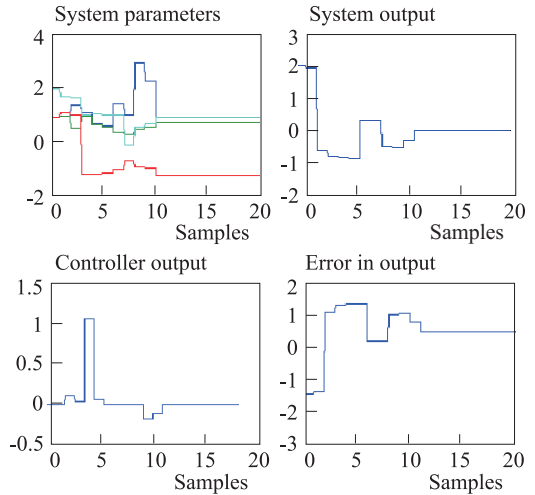 System parameters
4
2
0
-2
0 5 10 15 20
Samples
System output
3
2
1
0
-1
-2
0 5 10 15 20
Samples
Controller output
1.5
1
0.5
0
-0.5
0 5 10 15 20
Samples
Error in output
2
1
0
-1
-2
-3
0 5 10 15 20
Samples